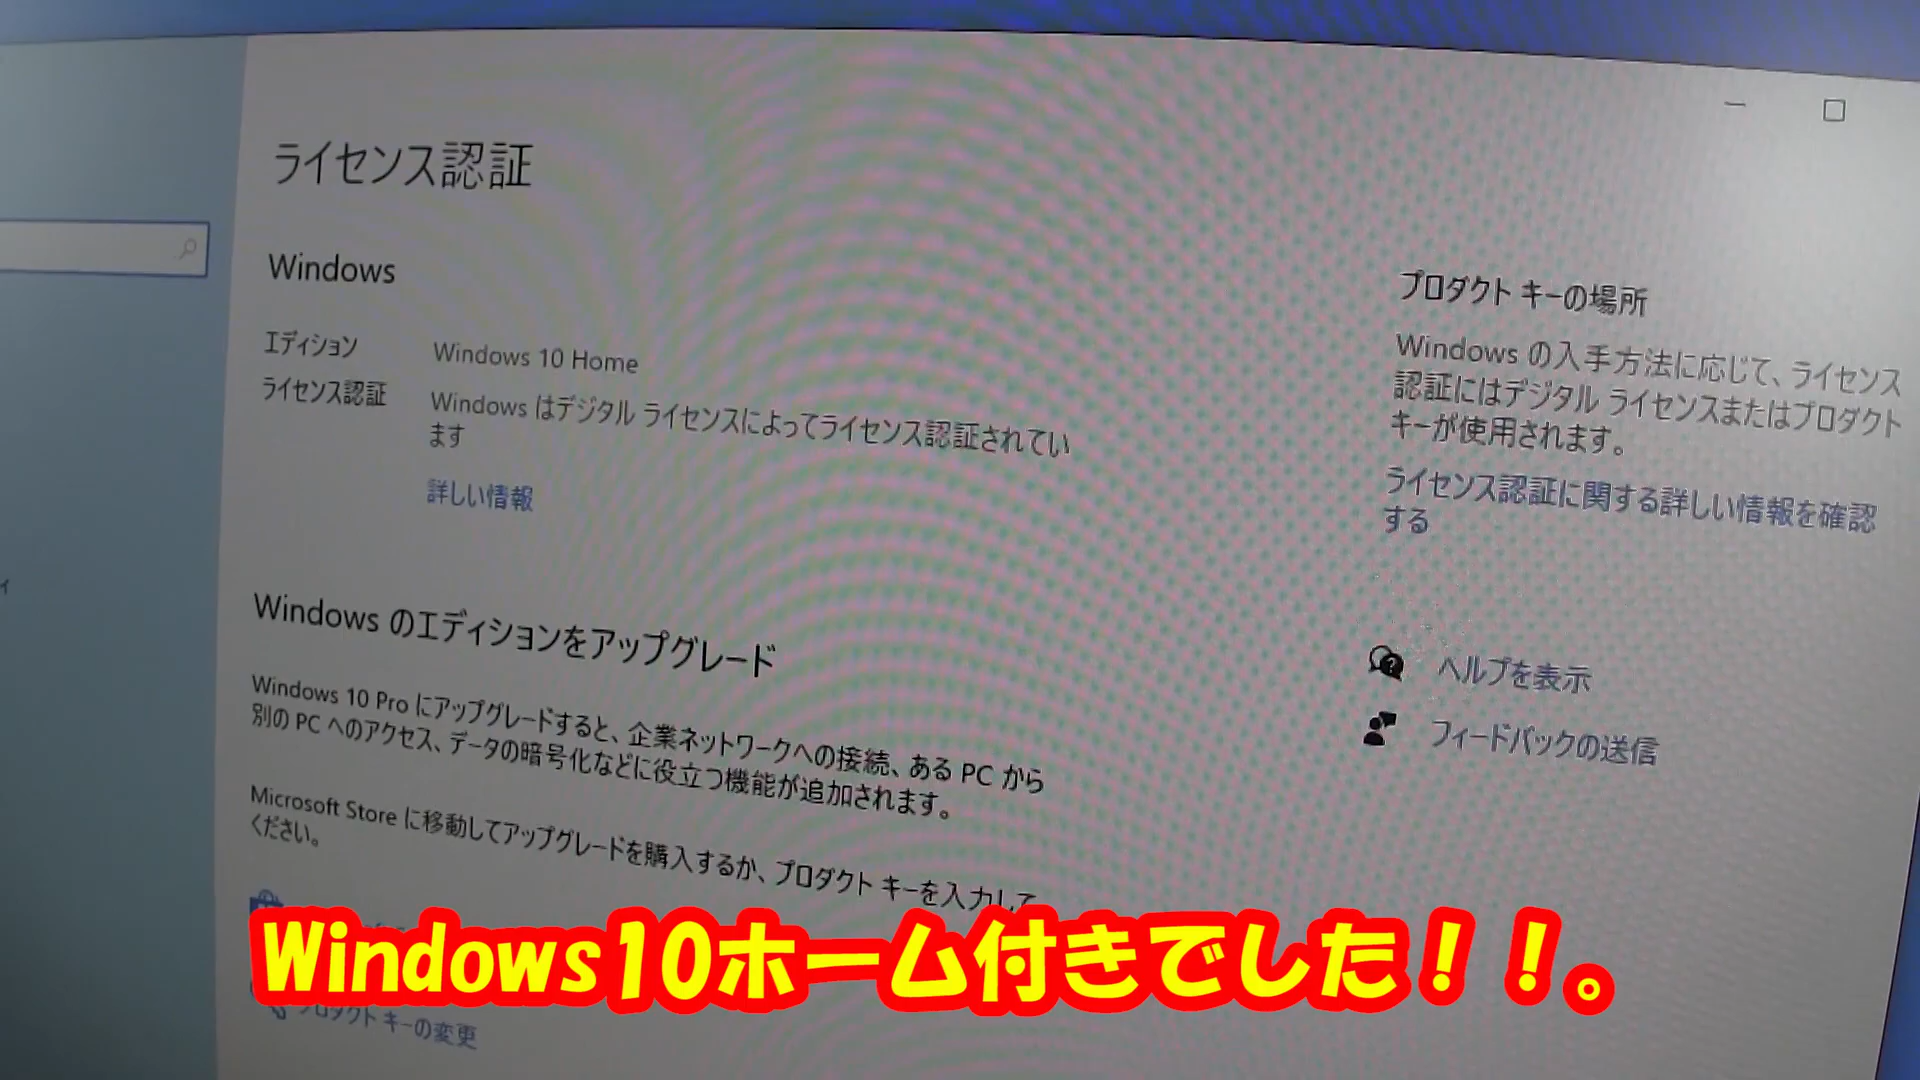 ライセンス認証
Windows
エディション
Windows 10 Home
ライセンス認証
Windows はデジタル ライセンスによってライセンス認証されてい
ます
詳しい情報
Windows のエディションをアップグレード
Windows 10 Pro にアップグレードすると、企業ネットワークへの接続、ある PC から
別の PC へのアクセス、データの暗号化などに役立つ機能が追加されます。
Microsoft Store に移動してアップグレードを購入するか、プロダクト キーを入力して
ください。
プロダクト キーの変更
プロダクト キーの場所
Windows の入手方法に応じて、ライセンス
認証にはデジタル ライセンスまたはプロダクト
キーが使用されます。
ライセンス認証に関する詳しい情報を確認
する
ヘルプを表示
フィードバックの送信
Windows10ホーム付きでした！！。